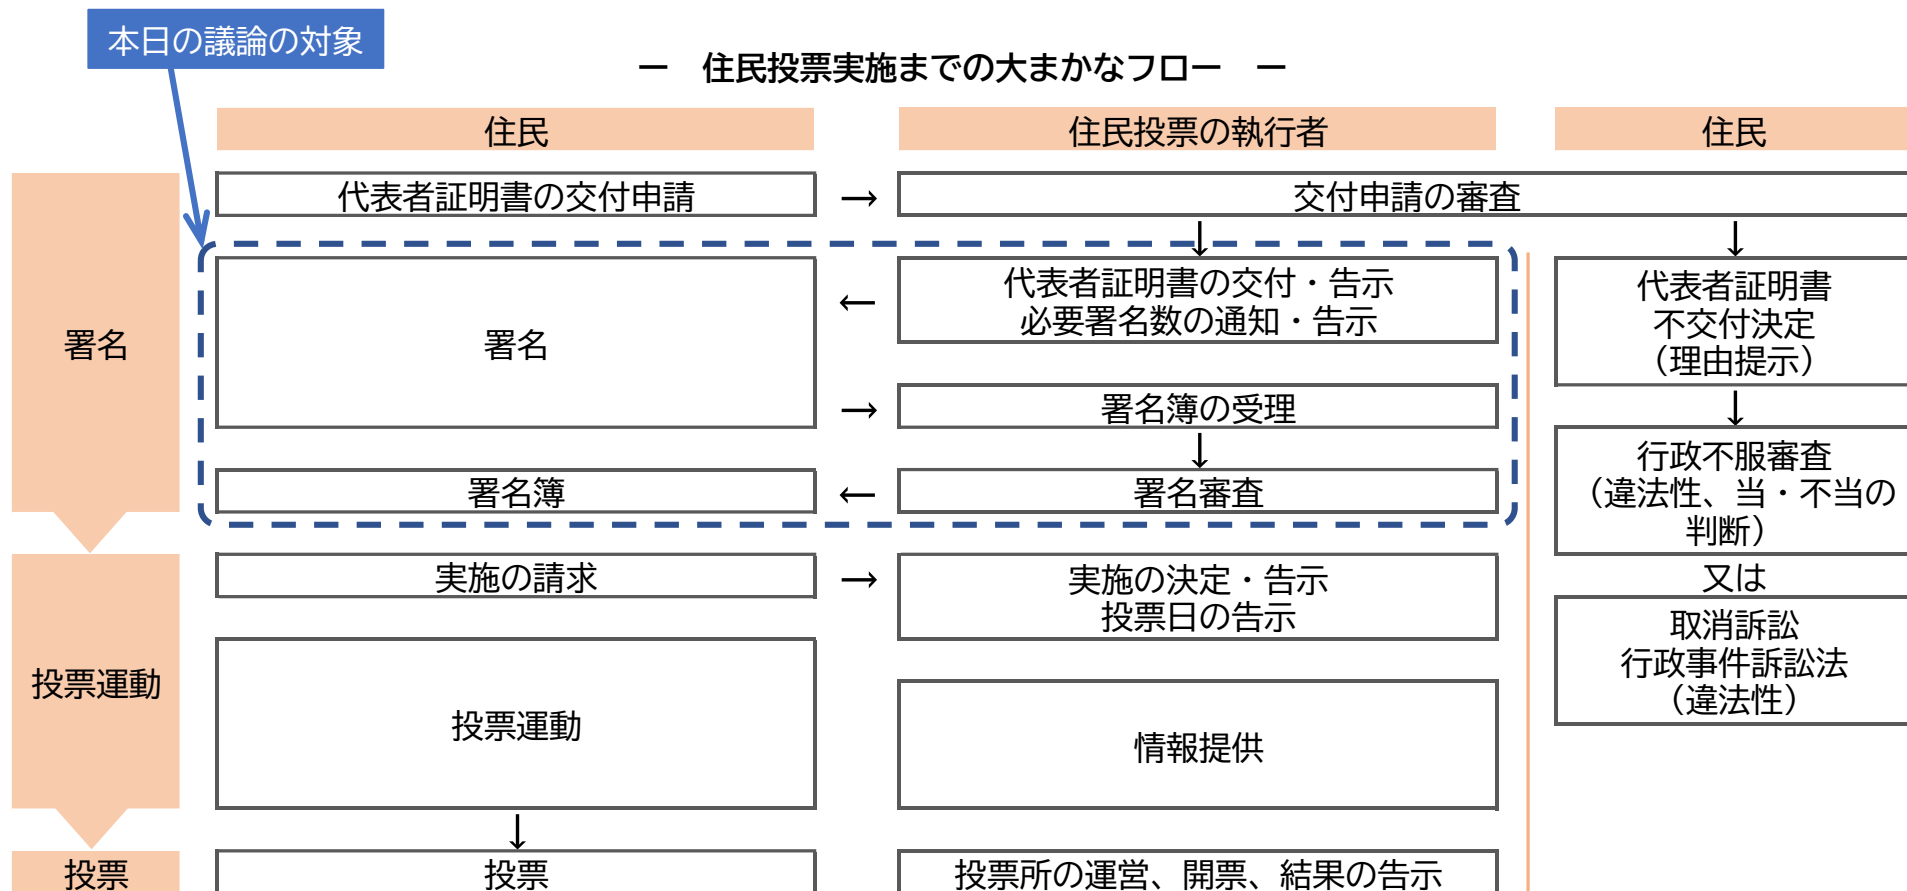 本日の議論の対象
ー　住民投票実施までの大まかなフロー　ー
住民
住民投票の執行者
住民
署名
代表者証明書の交付申請
→
交付申請の審査
↓
↓
署名
←
代表者証明書の交付・告示
必要署名数の通知・告示
代表者証明書
不交付決定
（理由提示）
→
署名簿の受理
↓
↓
署名簿
←
署名審査
行政不服審査
（違法性、当・不当の
判断）
投票運動
実施の請求
→
実施の決定・告示
投票日の告示
又は
取消訴訟
行政事件訴訟法
（違法性）
投票運動
情報提供
↓
投票
投票
投票所の運営、開票、結果の告示